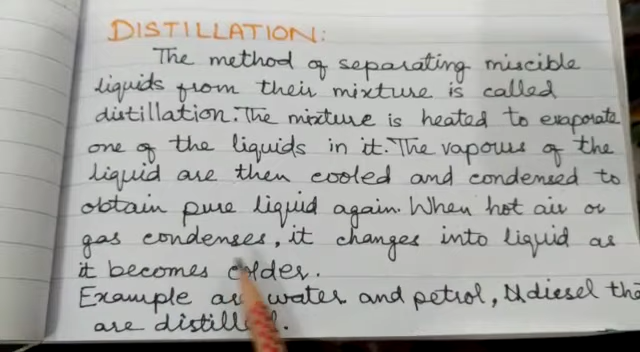 DISTILLATION:
The method of separating miscible
liquids from their mixture is called
distillation. The mixture is heated to evaporate
one of the liquids in it. The vapours of the
liquid are then cooled and condensed to
obtain pure liquid again. When hot air or
gas condenses, it changes into liquid as
it becomes colder.
Example are water and petrol, diesel
are distilled.